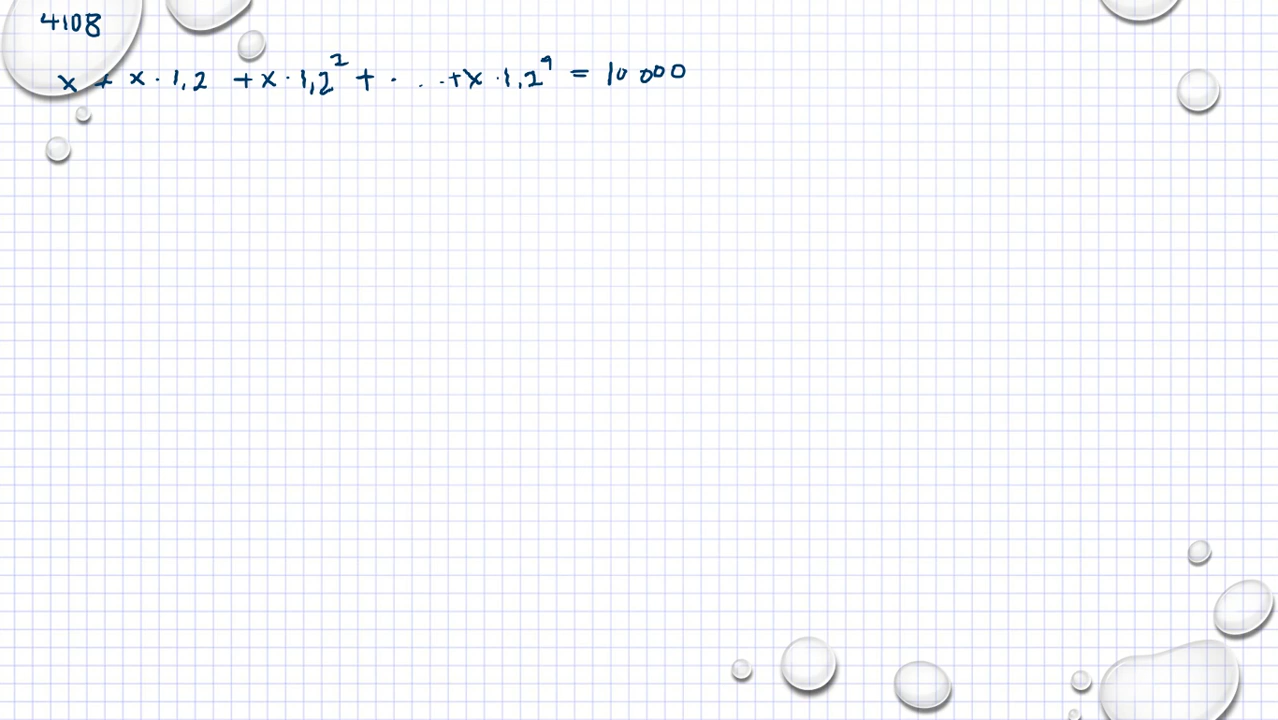 4108
x + x · 1,2 + x · 1,2² + · . . + x · 1,2⁹ = 10 000